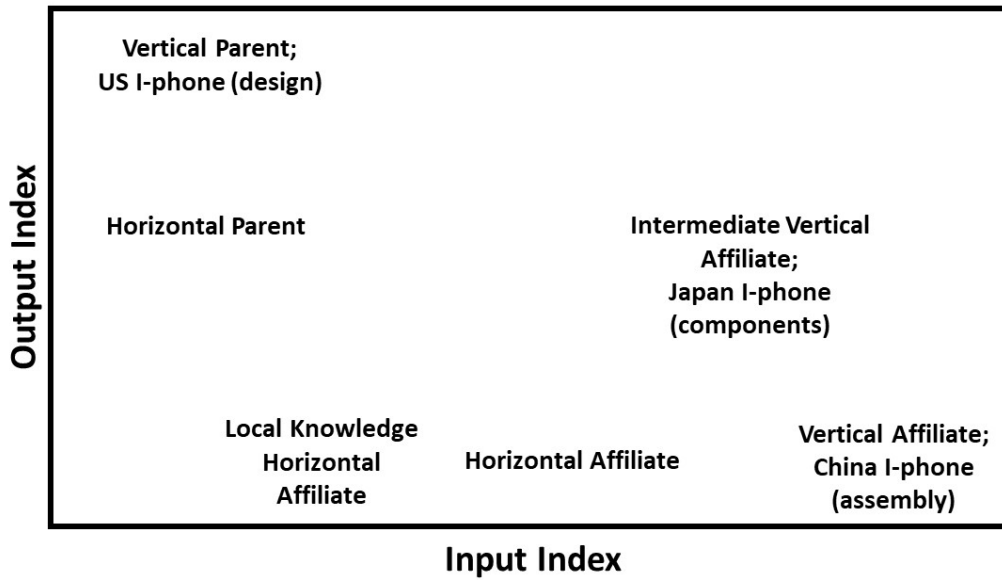 Vertical Parent;
US I-phone (design)
Output Index
Horizontal Parent
Intermediate Vertical
Affiliate;
Japan I-phone
(components)
Local Knowledge
Horizontal
Affiliate
Horizontal Affiliate
Vertical Affiliate;
China I-phone
(assembly)
Input Index